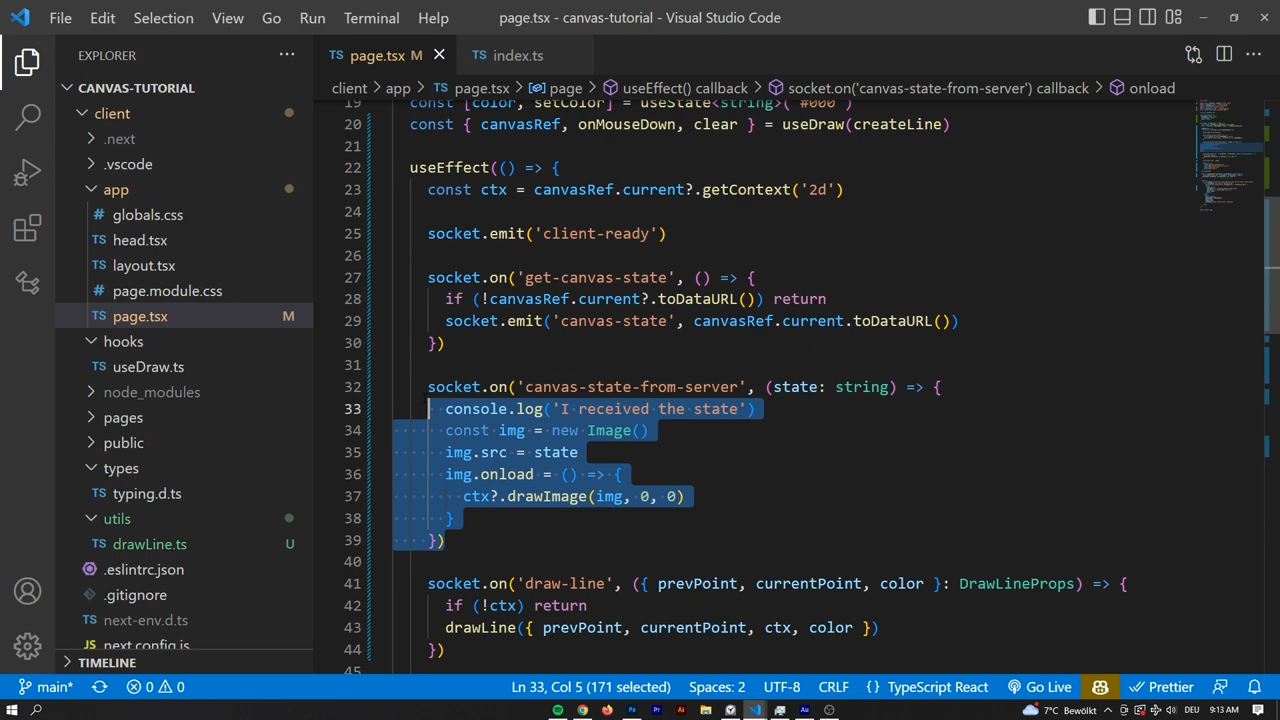 File Edit Selection View Go Run Terminal Help
page.tsx - canvas-tutorial - Visual Studio Code
EXPLORER
CANVAS-TUTORIAL
client
.next
.vscode
app
# globals.css
TS head.tsx
TS layout.tsx
# page.module.css
TS page.tsx M
hooks
TS useDraw.ts
node_modules
pages
public
types
TS typing.d.ts
utils
TS drawLine.ts U
.eslintrc.json
.gitignore
TS next-env.d.ts
JS next.config.js
TIMELINE
TS page.tsx M
TS index.ts
client > app > TS page.tsx > page > useEffect() callback > socket.on('canvas-state-from-server') callback > onload
19 const [color, setColor] = useState<string>('#000')
20 const { canvasRef, onMouseDown, clear } = useDraw(createLine)
21
22 useEffect(() => {
23 const ctx = canvasRef.current?.getContext('2d')
24
25 socket.emit('client-ready')
26
27 socket.on('get-canvas-state', () => {
28 if (!canvasRef.current?.toDataURL()) return
29 socket.emit('canvas-state', canvasRef.current.toDataURL())
30 })
31
32 socket.on('canvas-state-from-server', (state: string) => {
33 console.log('I received the state')
34 const img = new Image()
35 img.src = state
36 img.onload = () => {
37 ctx?.drawImage(img, 0, 0)
38 }
39 })
40
41 socket.on('draw-line', ({ prevPoint, currentPoint, color }: DrawLineProps) => {
42 if (!ctx) return
43 drawLine({ prevPoint, currentPoint, ctx, color })
44 })
45
main* 0 0 Ln 33, Col 5 (171 selected) Spaces: 2 UTF-8 CRLF {} TypeScript React Go Live Prettier
7°C Bewölkt DEU 9:13 AM